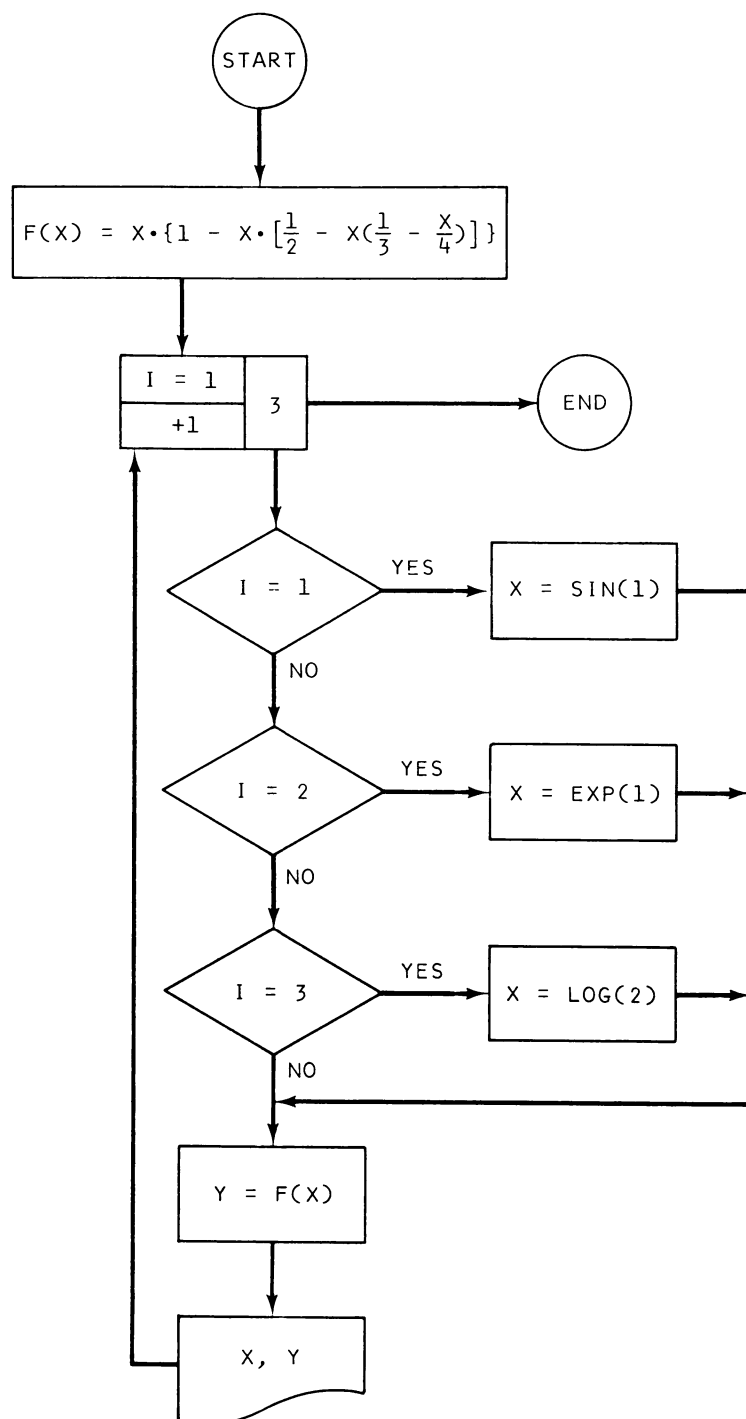 START
F(X) = X·{1 - X·[1/2 - X(1/3 - X/4)]}
I = 1
+1
3
END
I = 1
YES
X = SIN(1)
NO
I = 2
YES
X = EXP(1)
NO
I = 3
YES
X = LOG(2)
NO
Y = F(X)
X, Y